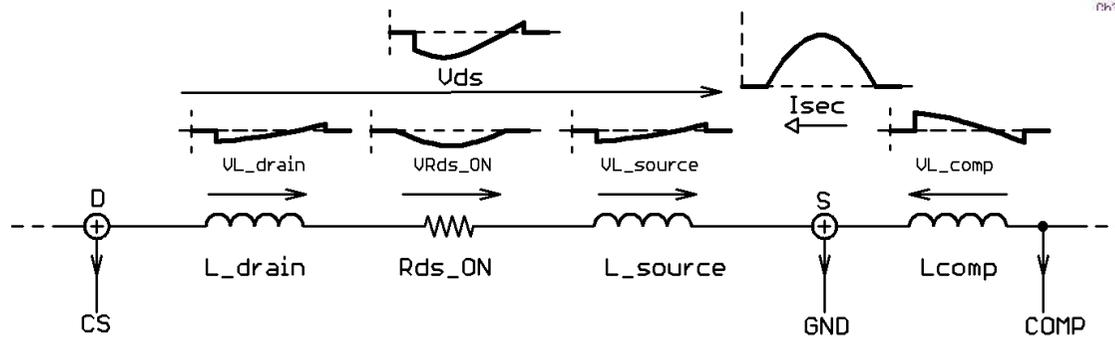 Vds
Isec
VL_drain VRds_ON VL_source VL_comp
D S
L_drain Rds_ON L_source Lcomp
CS GND COMP